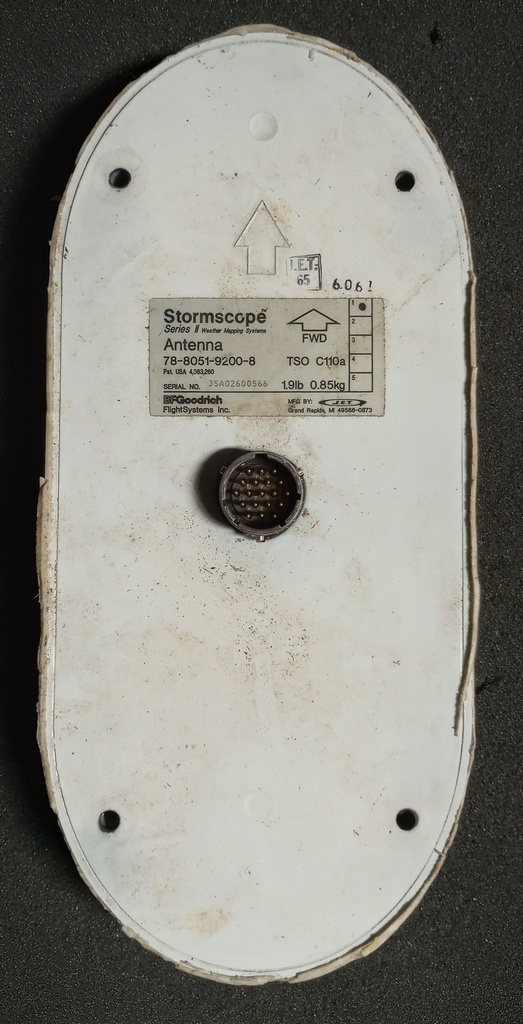 J.E.T.
65
6061
Stormscope
Series II Weather Mapping Systems
Antenna
78-8051-9200-8
Pat. USA 4,383,260
SERIAL NO. JSA02600566
BFGoodrich
FlightSystems Inc.
FWD
TSO C110a
1.9lb 0.85kg
MFG BY: JET
Grand Rapids, MI 49588-0873
1
2
3
4
5